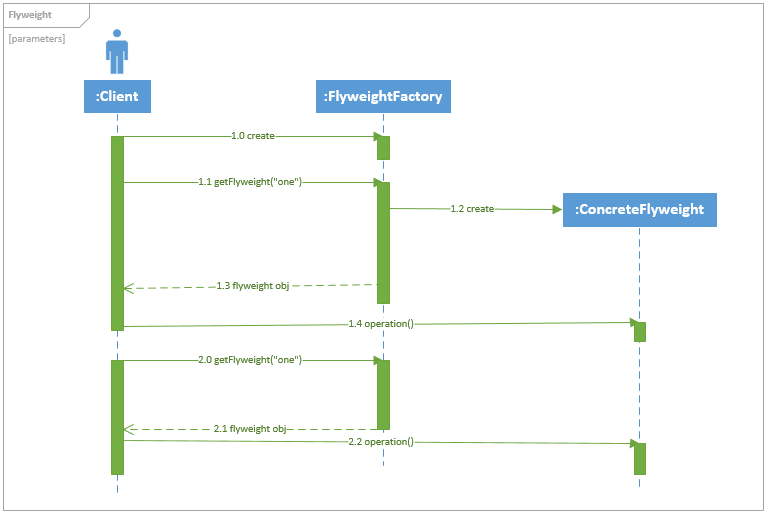 Flyweight
[parameters]
:Client
:FlyweightFactory
1.0 create
1.1 getFlyweight("one")
1.2 create
:ConcreteFlyweight
1.3 flyweight obj
1.4 operation()
2.0 getFlyweight("one")
2.1 flyweight obj
2.2 operation()